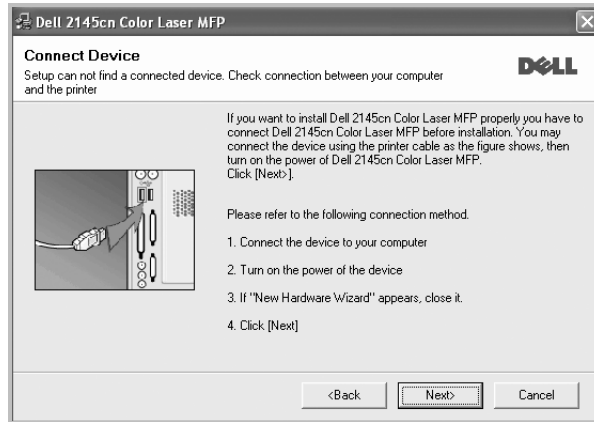 Dell 2145cn Color Laser MFP
Connect Device
Setup can not find a connected device. Check connection between your computer
and the printer
DELL
If you want to install Dell 2145cn Color Laser MFP properly you have to
connect Dell 2145cn Color Laser MFP before installation. You may
connect the device using the printer cable as the figure shows, then
turn on the power of Dell 2145cn Color Laser MFP.
Click [Next>].
Please refer to the following connection method.
1. Connect the device to your computer
2. Turn on the power of the device
3. If "New Hardware Wizard" appears, close it.
4. Click [Next]
<Back
Next>
Cancel